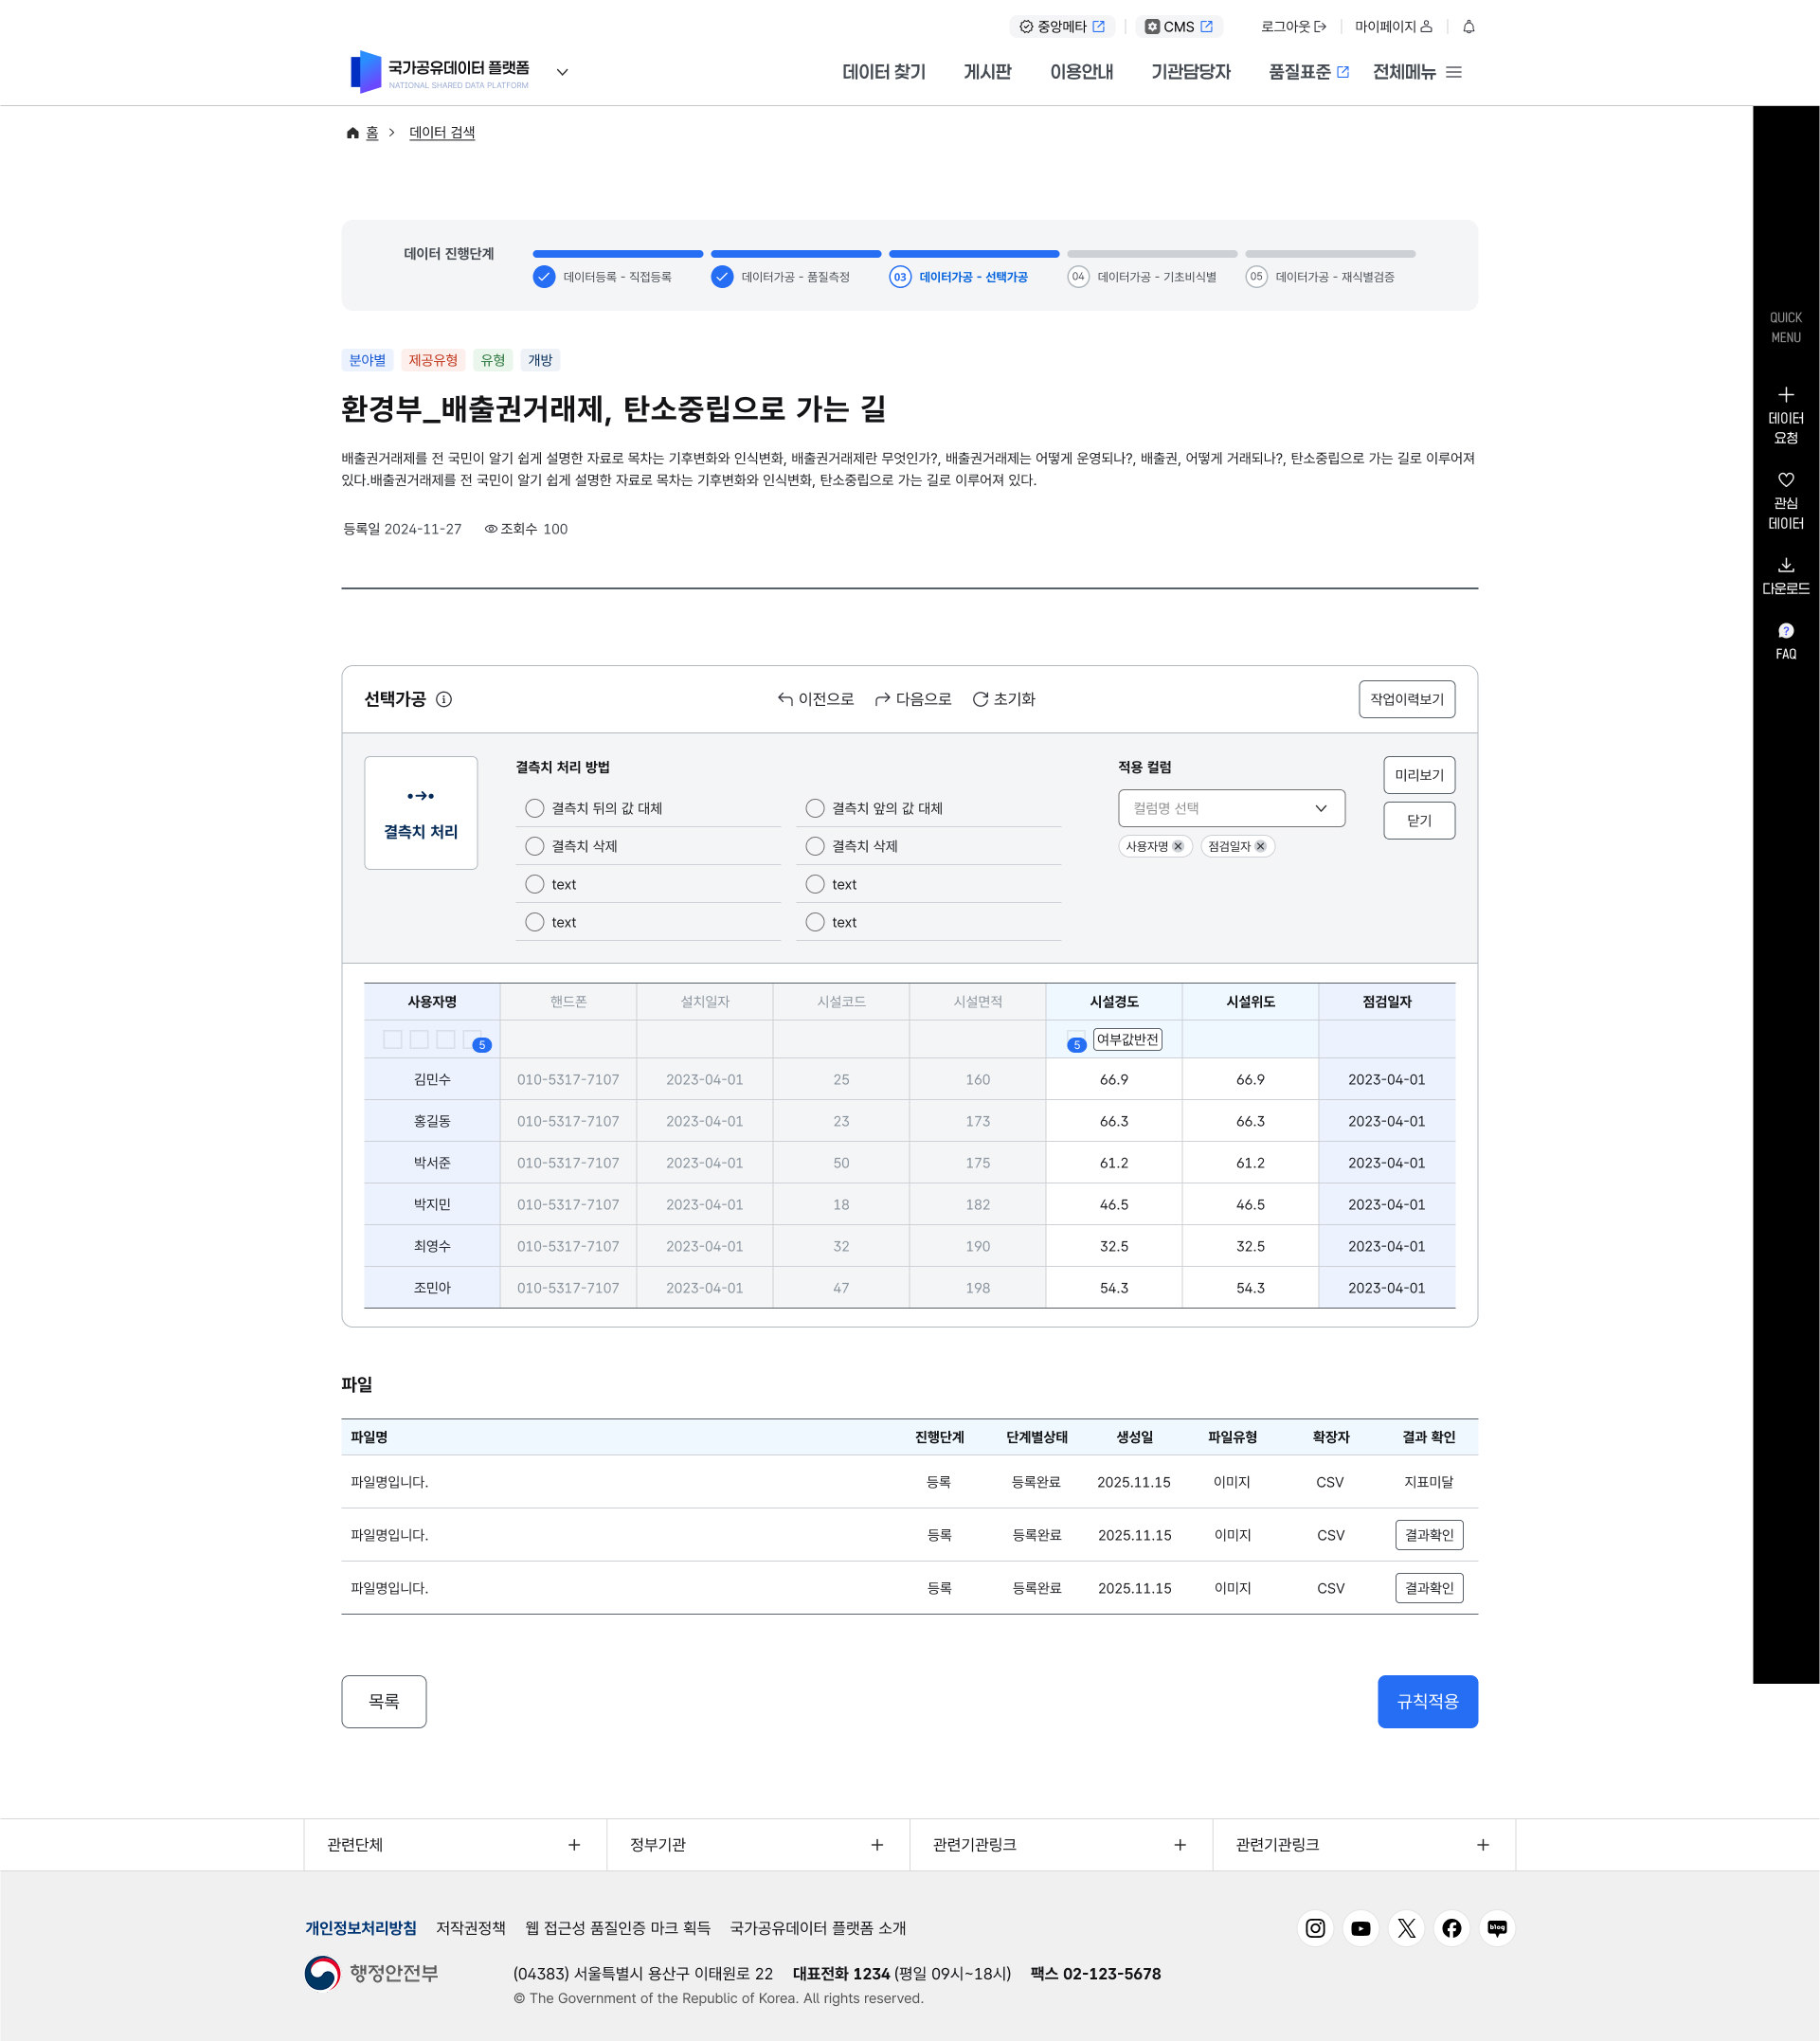 중앙메타
CMS
로그아웃
마이페이지
국가공유데이터 플랫폼
NATIONAL SHARED DATA PLATFORM
데이터 찾기 게시판 이용안내 기관담당자 품질표준 전체메뉴
홈 데이터 검색
데이터 진행단계
데이터등록 - 직접등록
데이터가공 - 품질측정
03 데이터가공 - 선택가공
04 데이터가공 - 기초비식별
05 데이터가공 - 재식별검증
QUICK
MENU
데이터
요청
관심
데이터
다운로드
?
FAQ
분야별 제공유형 유형 개방
환경부_배출권거래제, 탄소중립으로 가는 길
배출권거래제를 전 국민이 알기 쉽게 설명한 자료로 목차는 기후변화와 인식변화, 배출권거래제란 무엇인가?, 배출권거래제는 어떻게 운영되나?, 배출권, 어떻게 거래되나?, 탄소중립으로 가는 길로 이루어져
있다.배출권거래제를 전 국민이 알기 쉽게 설명한 자료로 목차는 기후변화와 인식변화, 탄소중립으로 가는 길로 이루어져 있다.
등록일 2024-11-27 조회수 100
선택가공
이전으로 다음으로 초기화
작업이력보기
결측치 처리
결측치 처리 방법
결측치 뒤의 값 대체 결측치 앞의 값 대체
결측치 삭제 결측치 삭제
text text
text text
적용 컬럼
컬럼명 선택
사용자명 점검일자
미리보기
닫기
사용자명 핸드폰 설치일자 시설코드 시설면적 시설경도 시설위도 점검일자
5 5 여부값반전
김민수 010-5317-7107 2023-04-01 25 160 66.9 66.9 2023-04-01
홍길동 010-5317-7107 2023-04-01 23 173 66.3 66.3 2023-04-01
박서준 010-5317-7107 2023-04-01 50 175 61.2 61.2 2023-04-01
박지민 010-5317-7107 2023-04-01 18 182 46.5 46.5 2023-04-01
최영수 010-5317-7107 2023-04-01 32 190 32.5 32.5 2023-04-01
조민아 010-5317-7107 2023-04-01 47 198 54.3 54.3 2023-04-01
파일
파일명 진행단계 단계별상태 생성일 파일유형 확장자 결과 확인
파일명입니다. 등록 등록완료 2025.11.15 이미지 CSV 지표미달
파일명입니다. 등록 등록완료 2025.11.15 이미지 CSV 결과확인
파일명입니다. 등록 등록완료 2025.11.15 이미지 CSV 결과확인
목록
규칙적용
관련단체 정부기관 관련기관링크 관련기관링크
개인정보처리방침 저작권정책 웹 접근성 품질인증 마크 획득 국가공유데이터 플랫폼 소개
blog
행정안전부
(04383) 서울특별시 용산구 이태원로 22 대표전화 1234 (평일 09시~18시) 팩스 02-123-5678
© The Government of the Republic of Korea. All rights reserved.